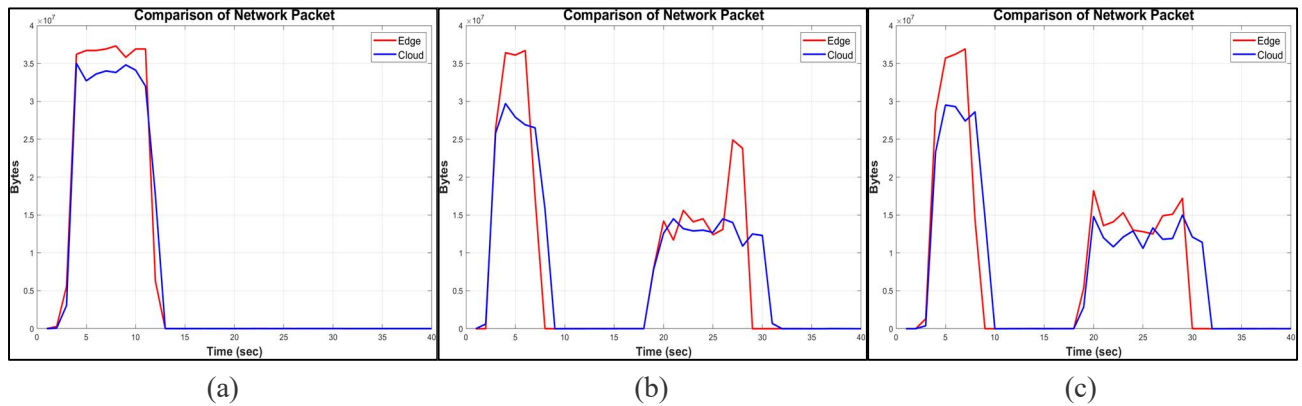 Comparison of Network Packet
×10⁷
4
3.5
3
2.5
2
1.5
1
0.5
0
Bytes
0 5 10 15 20 25 30 35 40
Time (sec)
Edge
Cloud
(a)
Comparison of Network Packet
×10⁷
4
3.5
3
2.5
2
1.5
1
0.5
0
Bytes
0 5 10 15 20 25 30 35 40
Time (sec)
Edge
Cloud
(b)
Comparison of Network Packet
×10⁷
4
3.5
3
2.5
2
1.5
1
0.5
0
Bytes
0 5 10 15 20 25 30 35 40
Time (sec)
Edge
Cloud
(c)